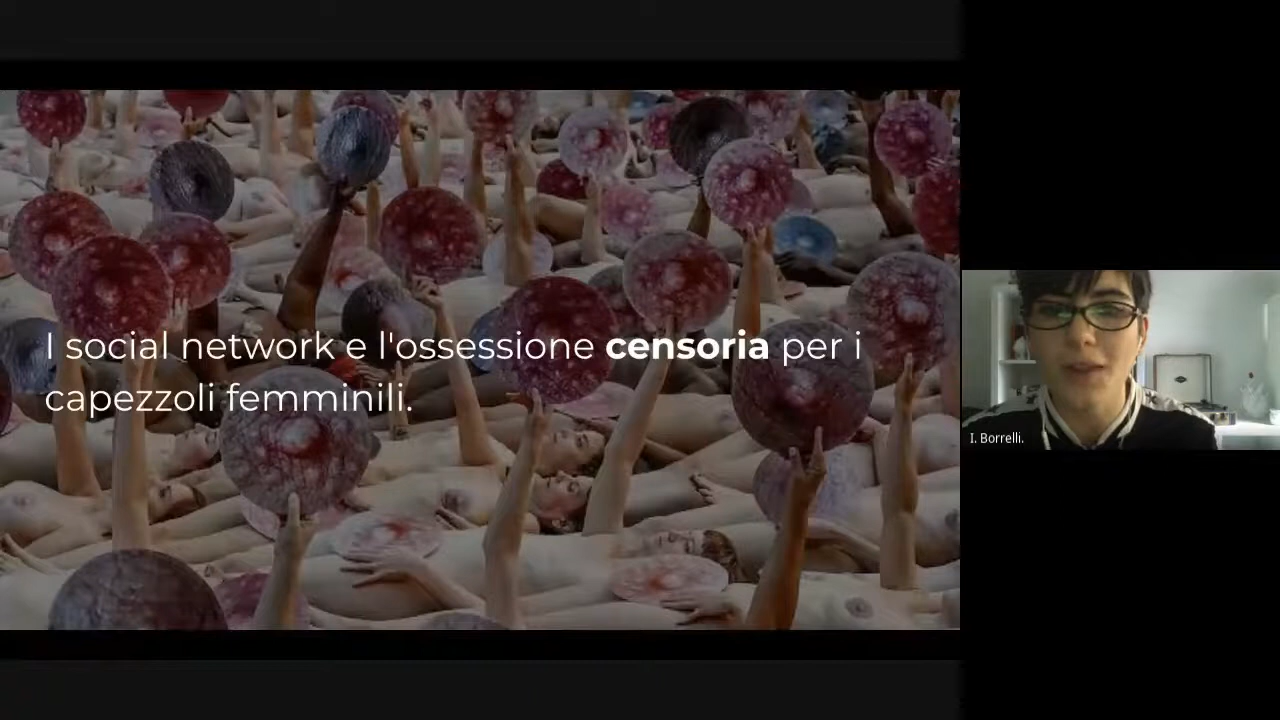 I social network e l'ossessione censoria per i
capezzoli femminili.
I. Borrelli.